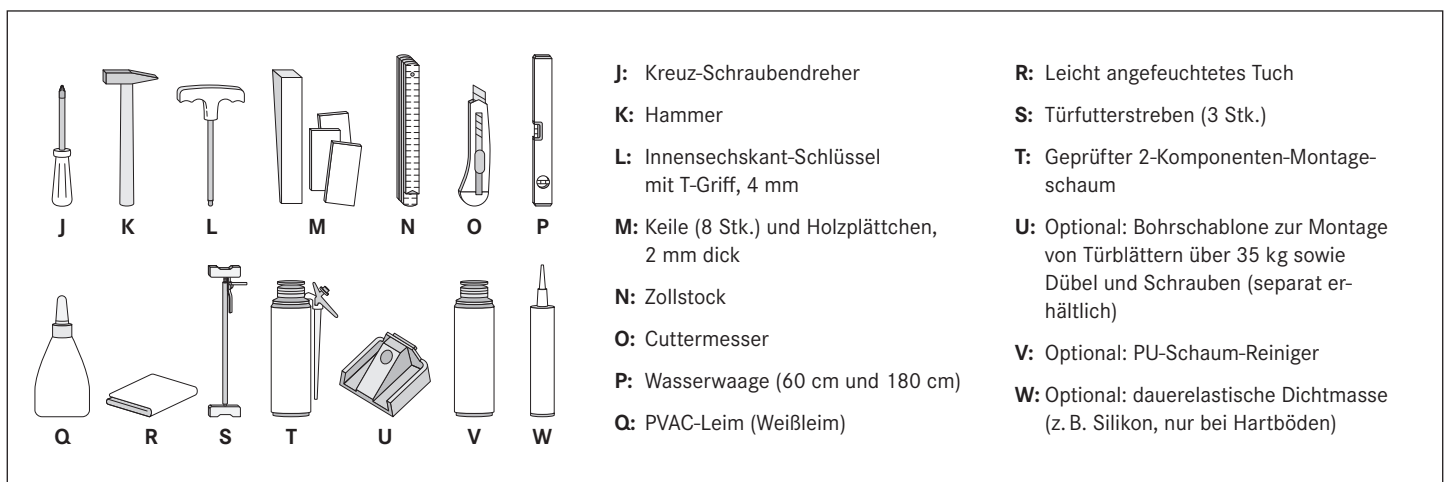 J K L M N O P
Q R S T U V W
J: Kreuz-Schraubendreher
K: Hammer
L: Innensechskant-Schlüssel
mit T-Griff, 4 mm
M: Keile (8 Stk.) und Holzplättchen,
2 mm dick
N: Zollstock
O: Cuttermesser
P: Wasserwaage (60 cm und 180 cm)
Q: PVAC-Leim (Weißleim)
R: Leicht angefeuchtetes Tuch
S: Türfutterstreben (3 Stk.)
T: Geprüfter 2-Komponenten-Montage-
schaum
U: Optional: Bohrschablone zur Montage
von Türblättern über 35 kg sowie
Dübel und Schrauben (separat er-
hältlich)
V: Optional: PU-Schaum-Reiniger
W: Optional: dauerelastische Dichtmasse
(z. B. Silikon, nur bei Hartböden)